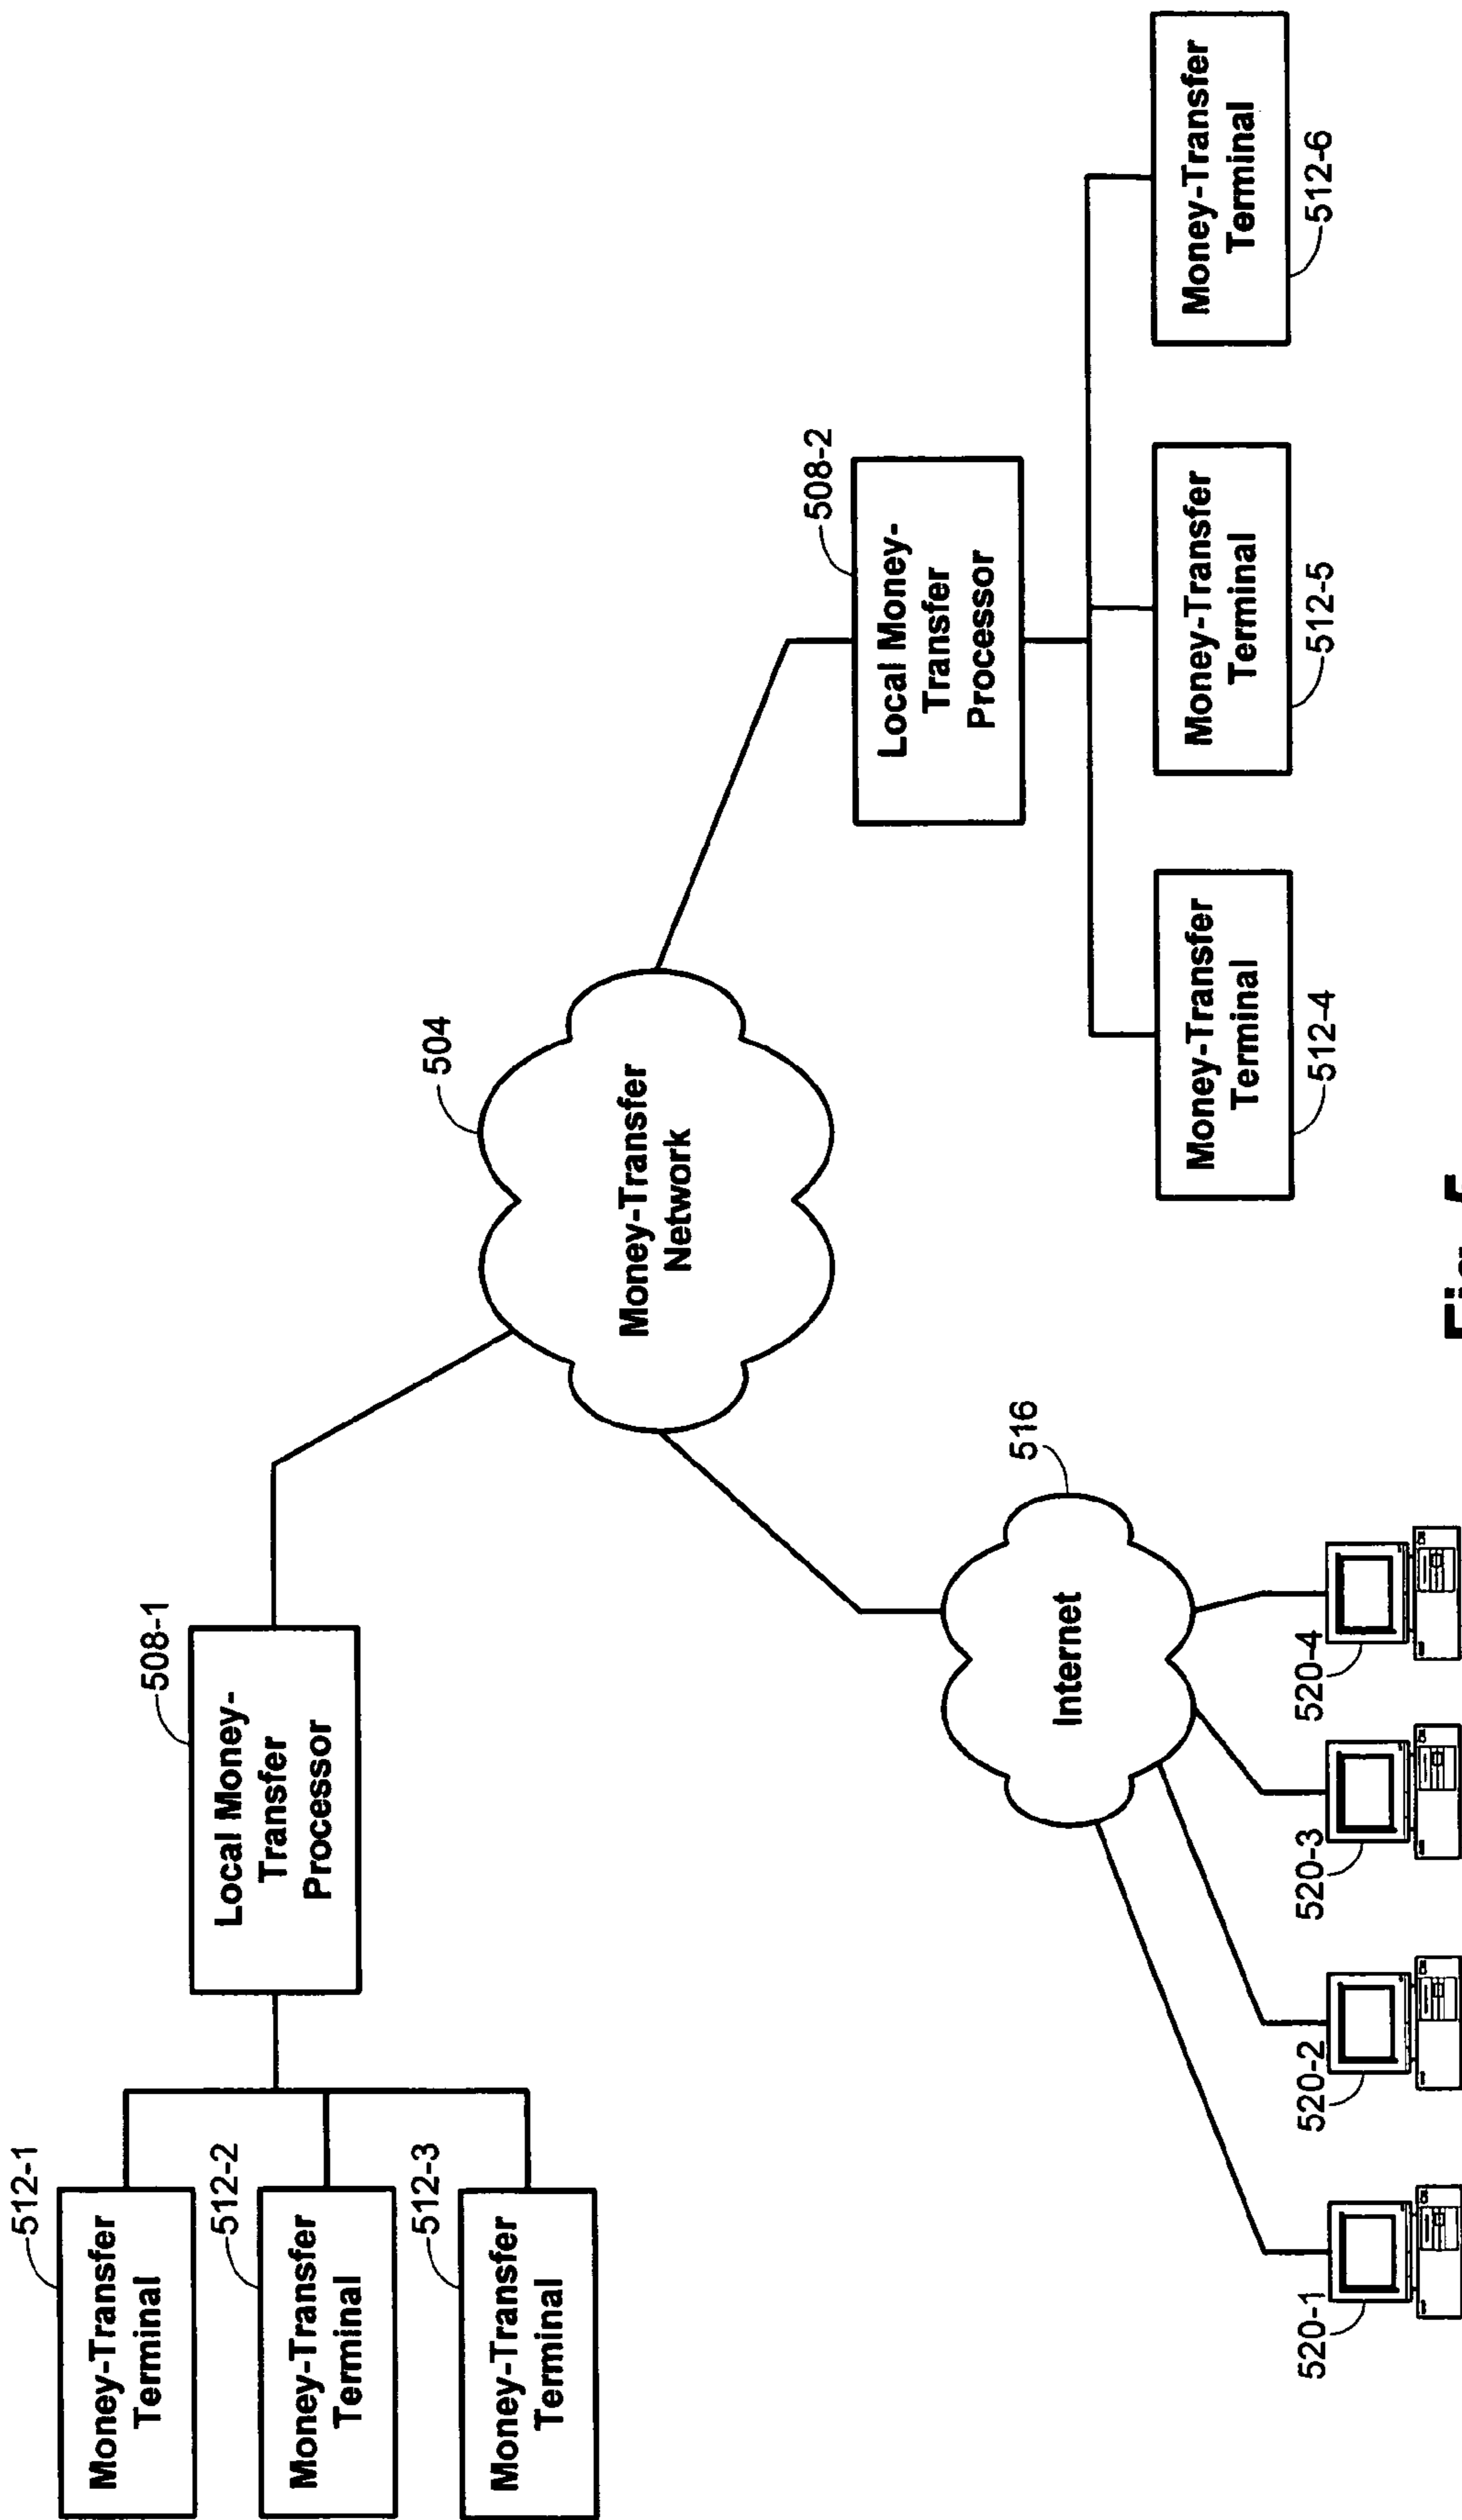 512-1
Money-Transfer
Terminal
512-2
Money-Transfer
Terminal
512-3
Money-Transfer
Terminal
508-1
Local Money-
Transfer
Processor
504
Money-Transfer
Network
508-2
Local Money-
Transfer
Processor
516
Internet
Money-Transfer
Terminal
512-4
Money-Transfer
Terminal
512-5
Money-Transfer
Terminal
512-6
520-1
520-2
520-3
520-4
Fig. 5